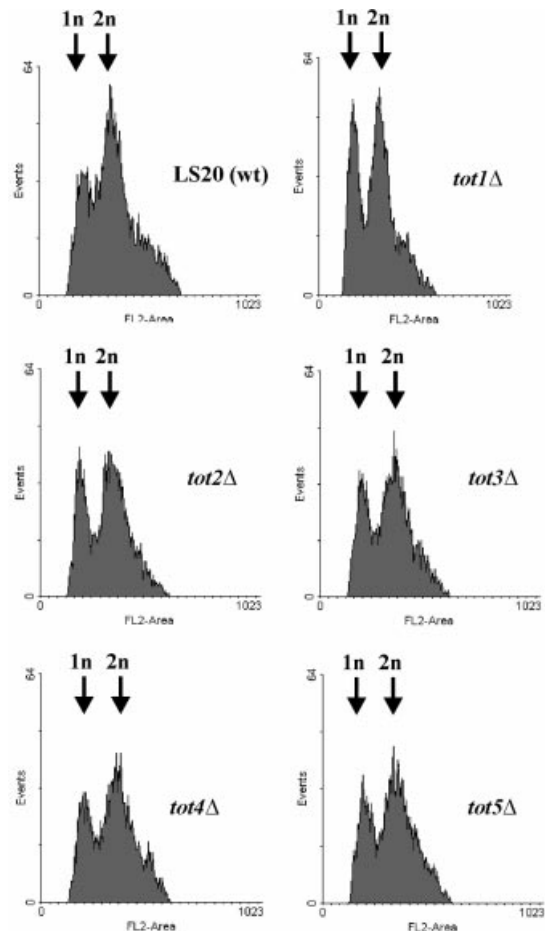 1n 2n
64
Events
LS20 (wt)
0
0 1023
FL2-Area
1n 2n
64
Events
tot1Δ
0
0 1023
FL2-Area
1n 2n
64
Events
tot2Δ
0
0 1023
FL2-Area
1n 2n
64
Events
tot3Δ
0
0 1023
FL2-Area
1n 2n
64
Events
tot4Δ
0
0 1023
FL2-Area
1n 2n
64
Events
tot5Δ
0
0 1023
FL2-Area